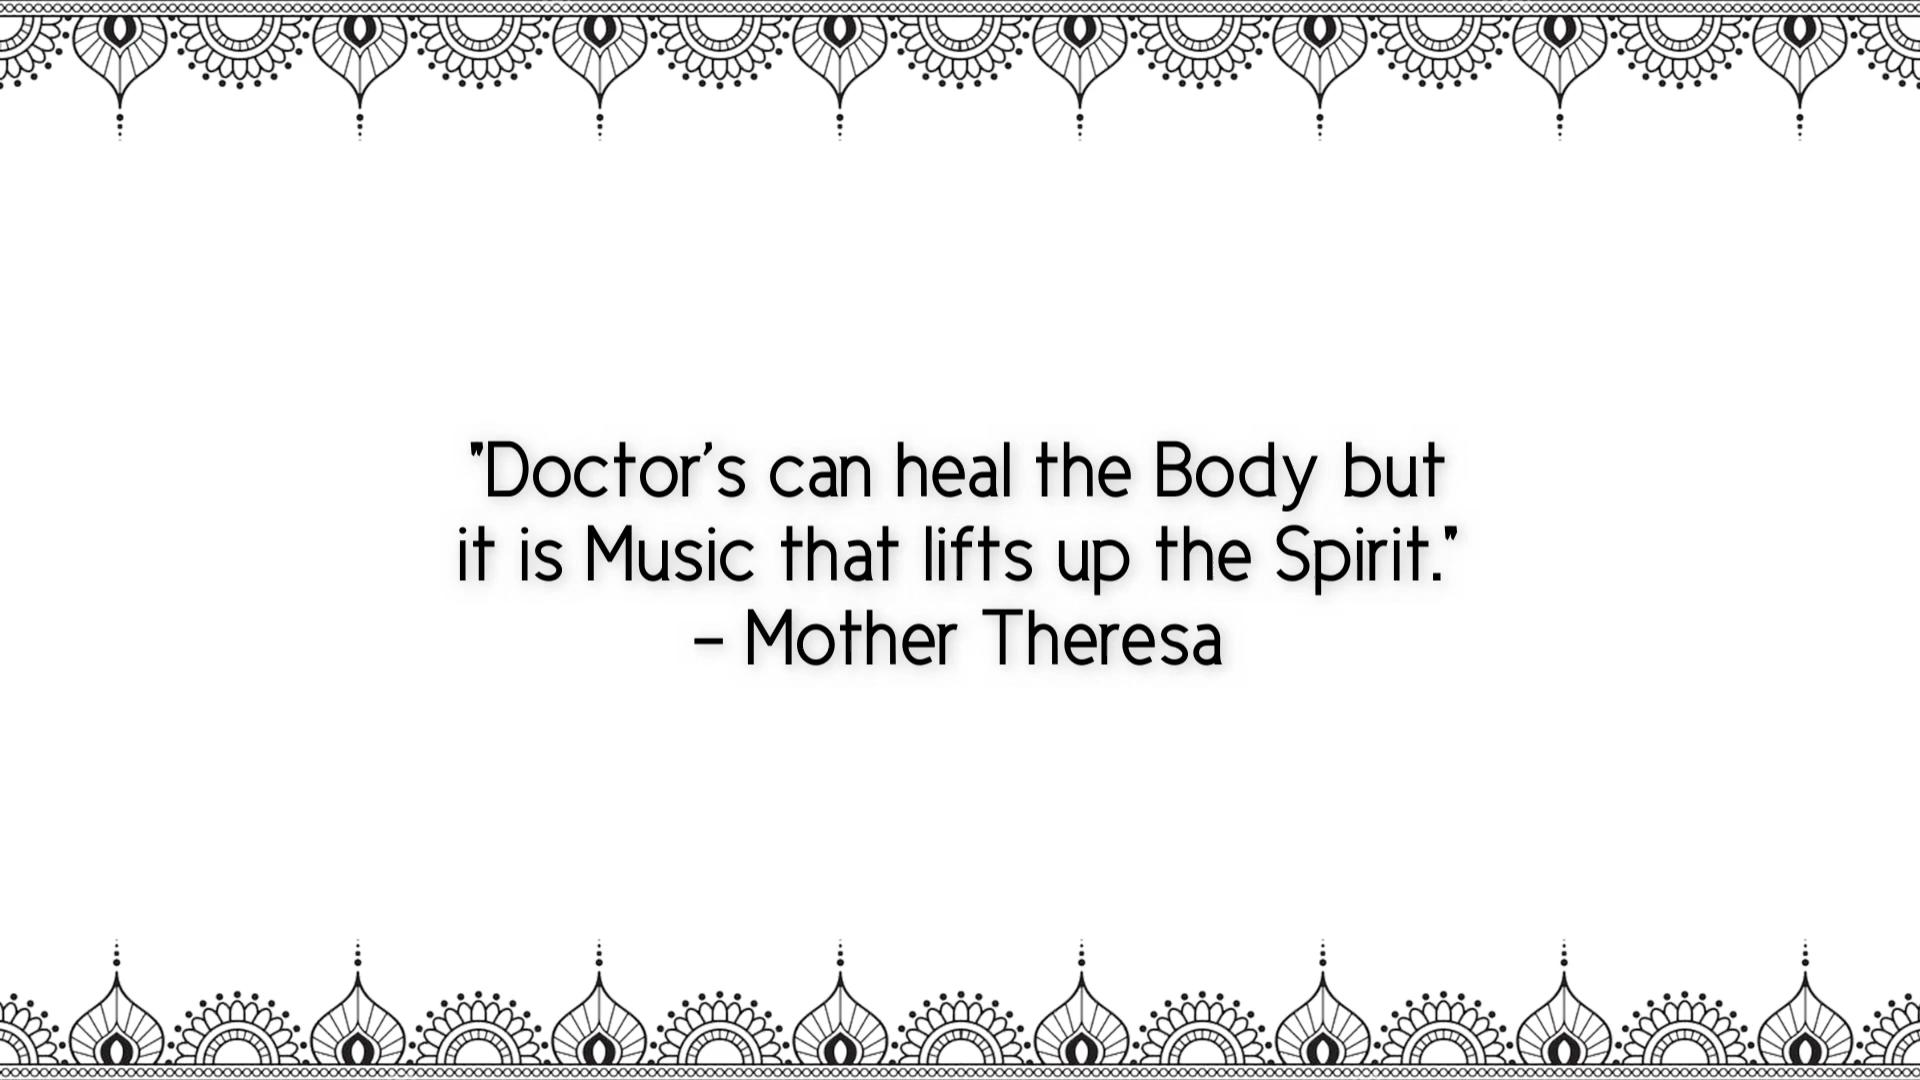 "Doctor's can heal the Body but
it is Music that lifts up the Spirit."
- Mother Theresa